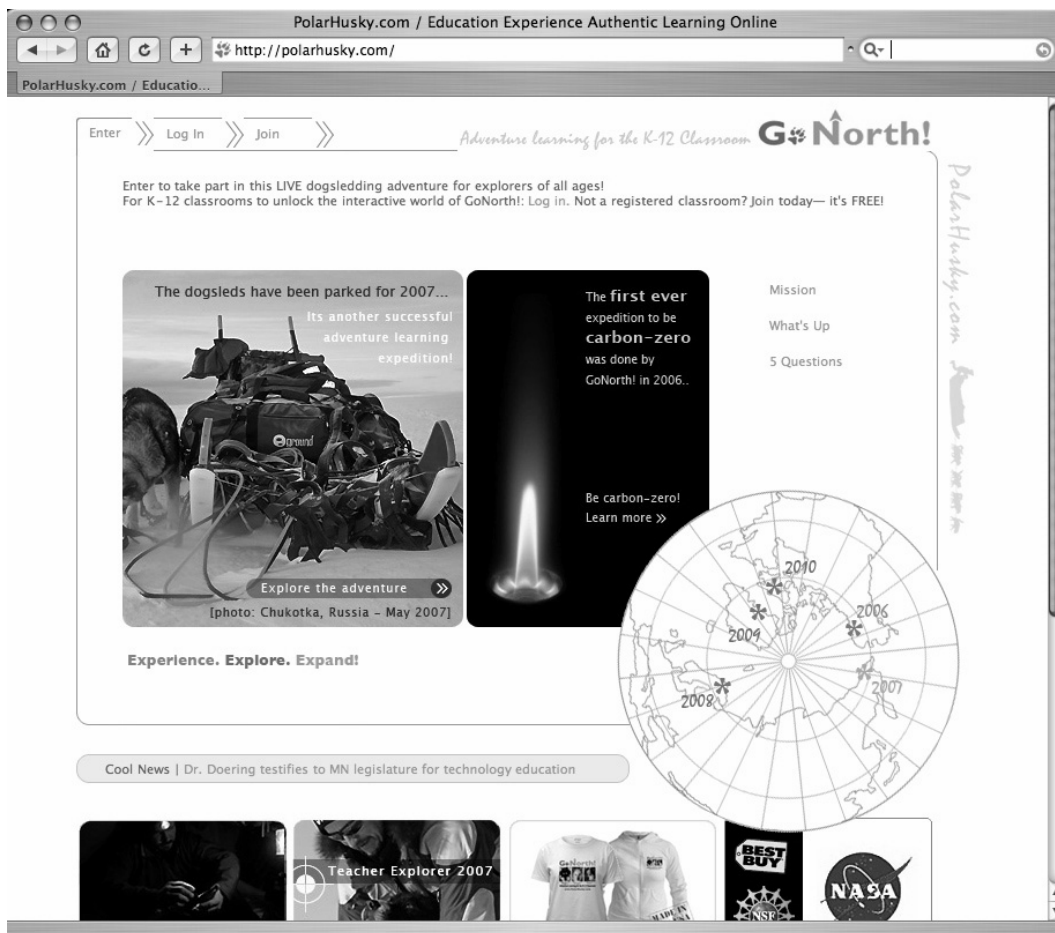 PolarHusky.com / Education Experience Authentic Learning Online
http://polarhusky.com/
PolarHusky.com / Educatio...
Enter
Log In
Join
Adventure learning for the K-12 Classroom
GoNorth!
PolarHusky.com
Enter to take part in this LIVE dogsledding adventure for explorers of all ages!
For K-12 classrooms to unlock the interactive world of GoNorth!: Log in. Not a registered classroom? Join today— it's FREE!
The dogsleds have been parked for 2007...
Its another successful
adventure learning
expedition!
ground
Explore the adventure
[photo: Chukotka, Russia - May 2007]
The first ever
expedition to be
carbon-zero
was done by
GoNorth! in 2006..
Be carbon-zero!
Learn more
Mission
What's Up
5 Questions
2010
2006
2009
2007
2008
Experience. Explore. Expand!
Cool News | Dr. Doering testifies to MN legislature for technology education
Teacher Explorer 2007
GoNorth!
MADE IN
BEST
BUY
NSF
NASA